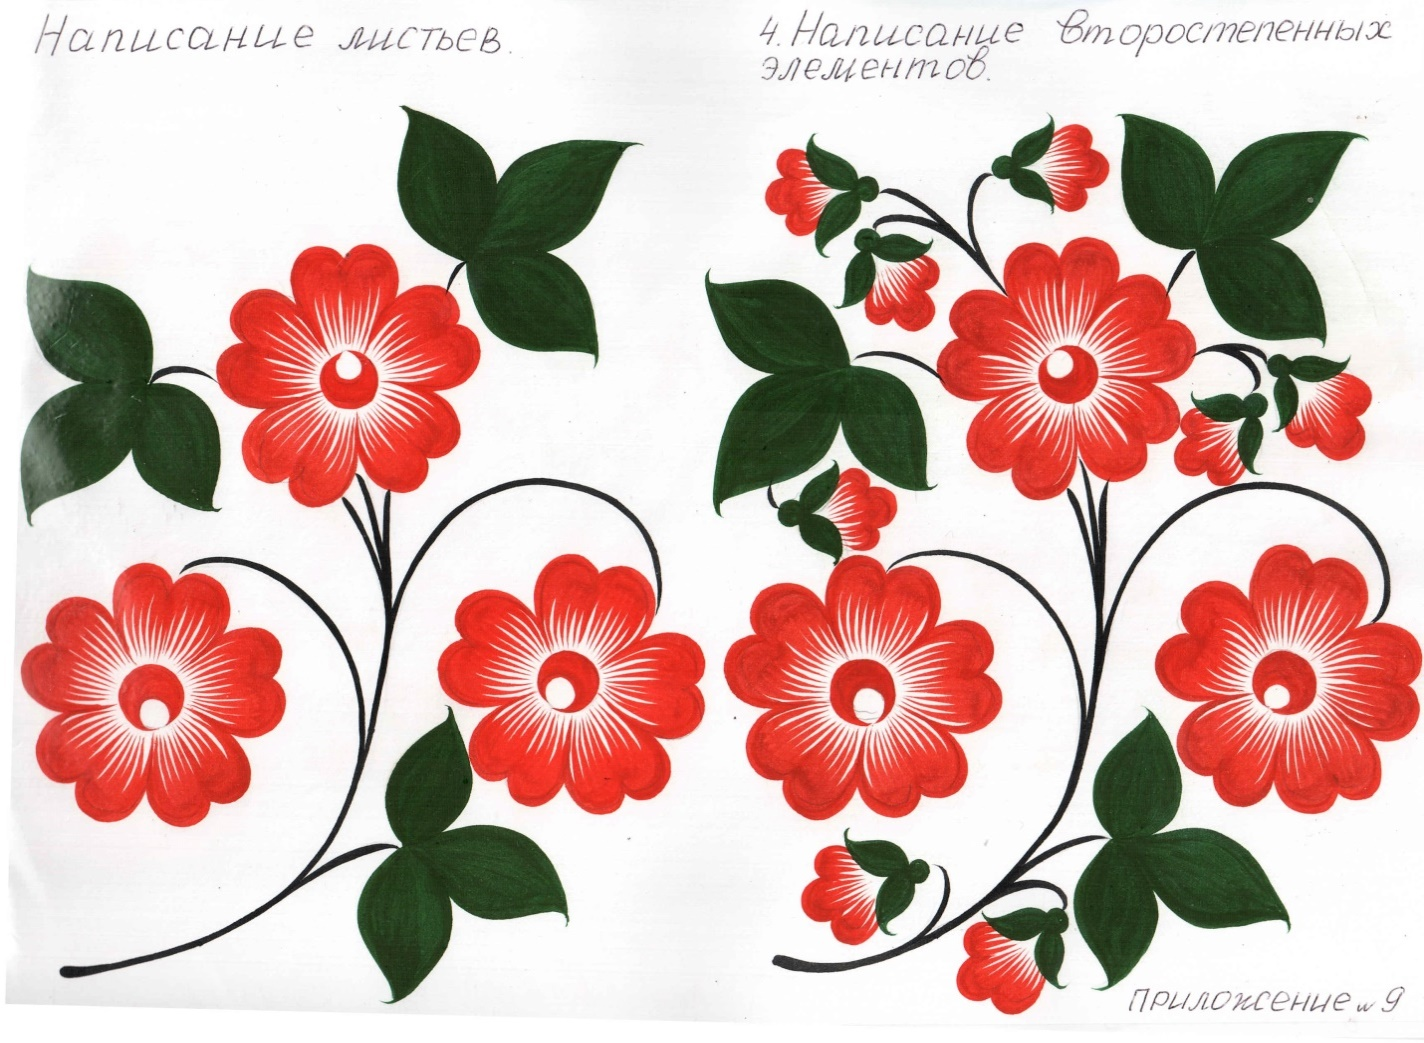 Написание листьев.
4. Написание второстепенных
элементов.
Приложение № 9